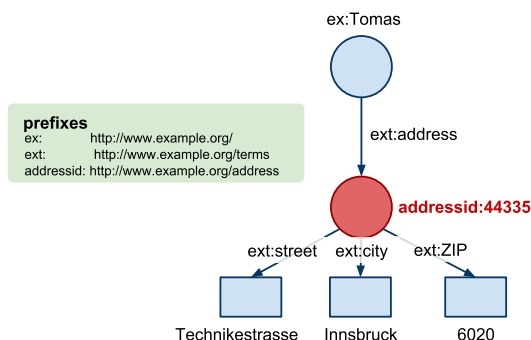 ex:Tomas
prefixes
ex: http://www.example.org/
ext: http://www.example.org/terms
addressid: http://www.example.org/address
ext:address
addressid:44335
ext:street ext:city ext:ZIP
Technikestrasse Innsbruck 6020